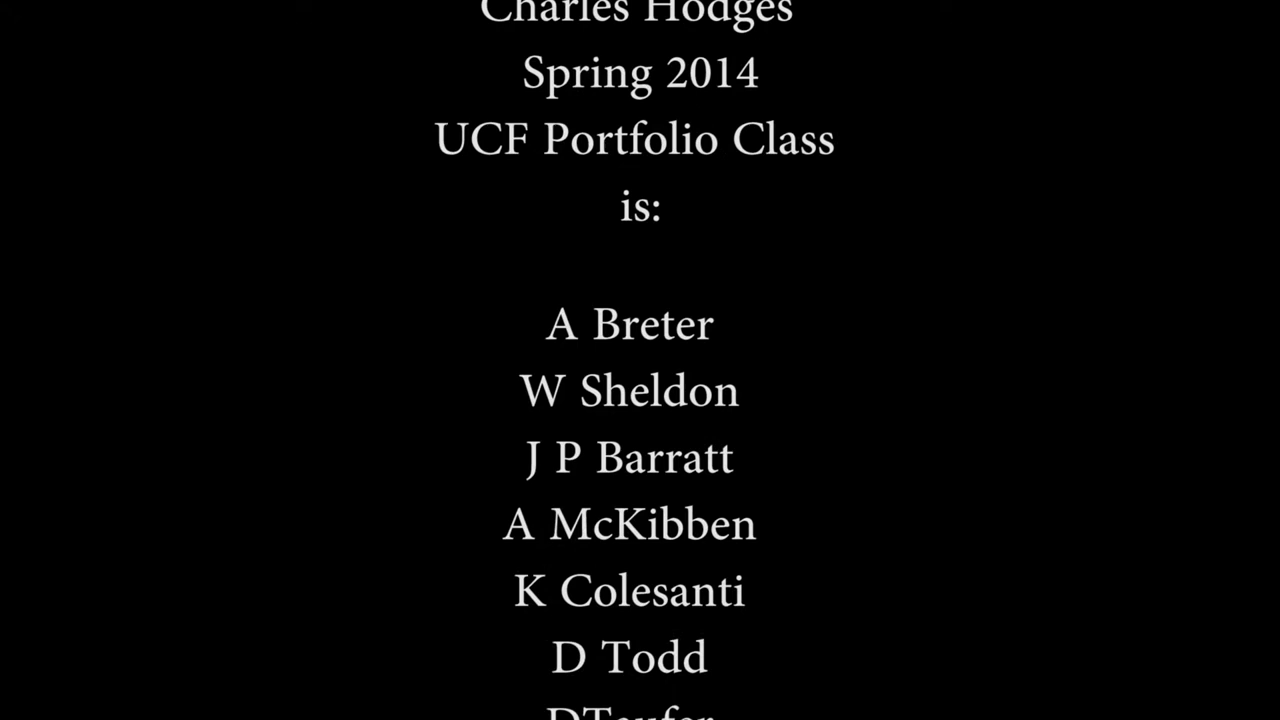 Charles Hodges
Spring 2014
UCF Portfolio Class
is:
A Breter
W Sheldon
J P Barratt
A McKibben
K Colesanti
D Todd